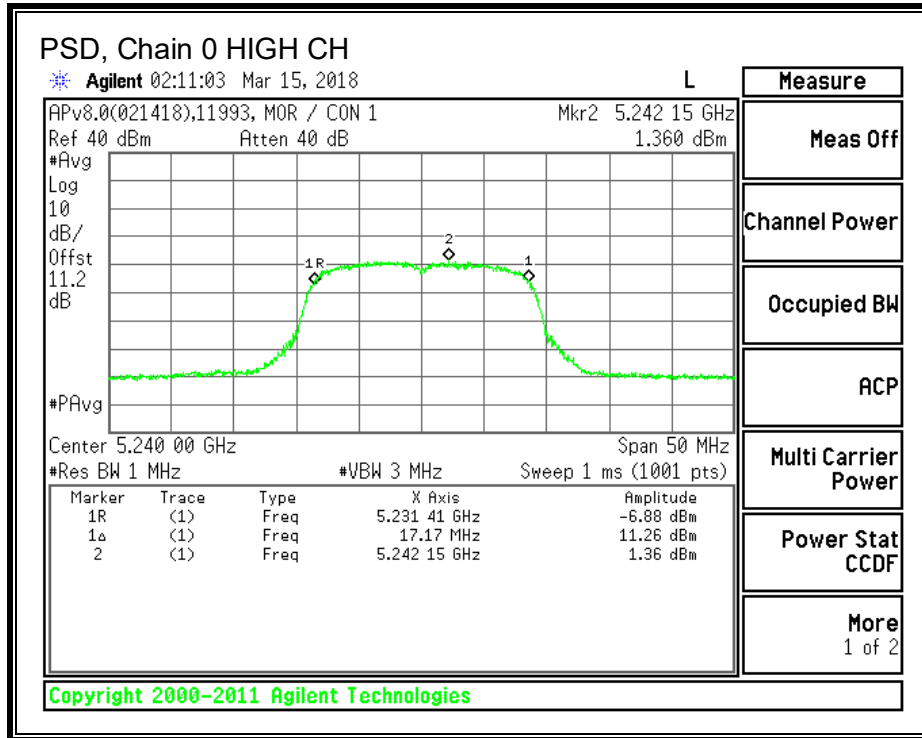 PSD, Chain 0 HIGH CH
Agilent 02:11:03 Mar 15, 2018 L
Measure
APv8.0(021418),11993, MOR / CON 1 Mkr2 5.242 15 GHz
Ref 40 dBm Atten 40 dB 1.360 dBm
Meas Off
#Avg
Log
10
dB/
Offst
11.2
dB
#PAvg
1R
2
1
Channel Power
Occupied BW
ACP
Center 5.240 00 GHz Span 50 MHz
#Res BW 1 MHz #VBW 3 MHz Sweep 1 ms (1001 pts)
Multi Carrier
Power
Marker Trace Type X Axis Amplitude
1R (1) Freq 5.231 41 GHz -6.88 dBm
1Δ (1) Freq 17.17 MHz 11.26 dBm
2 (1) Freq 5.242 15 GHz 1.36 dBm
Power Stat
CCDF
More
1 of 2
Copyright 2000-2011 Agilent Technologies